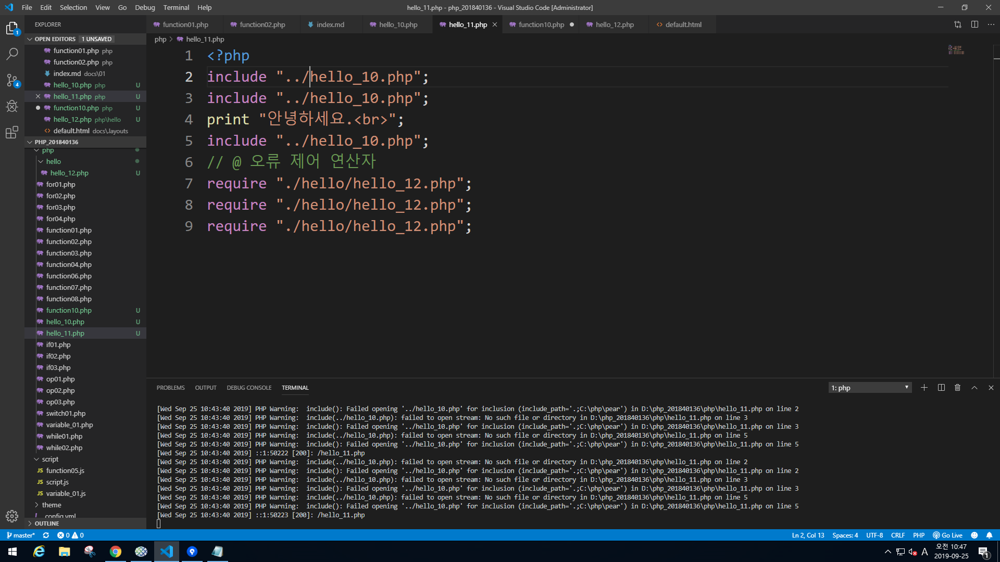 File Edit Selection View Go Debug Terminal Help
hello_11.php - php_201840136 - Visual Studio Code [Administrator]
EXPLORER
OPEN EDITORS 1 UNSAVED
function01.php php
function02.php php
index.md docs\01
hello_10.php php U
hello_11.php php U
function10.php php U
hello_12.php php\hello U
default.html docs\.layouts
PHP_201840136
php
hello
hello_12.php U
for01.php
for02.php
for03.php
for04.php
function01.php
function02.php
function03.php
function04.php
function06.php
function07.php
function08.php
function10.php U
hello_10.php U
hello_11.php U
if01.php
if02.php
if03.php
op01.php
op02.php
op03.php
switch01.php
variable_01.php
while01.php
while02.php
script
JS function05.js
JS script.js
JS variable_01.js
theme
_config.yml
OUTLINE
function01.php function02.php index.md hello_10.php hello_11.php function10.php hello_12.php default.html
php > hello_11.php
1 <?php
2 include "../hello_10.php";
3 include "../hello_10.php";
4 print "안녕하세요.<br>";
5 include "../hello_10.php";
6 // @ 오류 제어 연산자
7 require "./hello/hello_12.php";
8 require "./hello/hello_12.php";
9 require "./hello/hello_12.php";
PROBLEMS OUTPUT DEBUG CONSOLE TERMINAL
1: php
[Wed Sep 25 10:43:40 2019] PHP Warning:  include(): Failed opening '../hello_10.php' for inclusion (include_path='.;C:\php\pear') in D:\php_201840136\php\hello_11.php on line 2
[Wed Sep 25 10:43:40 2019] PHP Warning:  include(../hello_10.php): failed to open stream: No such file or directory in D:\php_201840136\php\hello_11.php on line 3
[Wed Sep 25 10:43:40 2019] PHP Warning:  include(): Failed opening '../hello_10.php' for inclusion (include_path='.;C:\php\pear') in D:\php_201840136\php\hello_11.php on line 3
[Wed Sep 25 10:43:40 2019] PHP Warning:  include(../hello_10.php): failed to open stream: No such file or directory in D:\php_201840136\php\hello_11.php on line 5
[Wed Sep 25 10:43:40 2019] PHP Warning:  include(): Failed opening '../hello_10.php' for inclusion (include_path='.;C:\php\pear') in D:\php_201840136\php\hello_11.php on line 5
[Wed Sep 25 10:43:40 2019] ::1:50222 [200]: /hello_11.php
[Wed Sep 25 10:43:40 2019] PHP Warning:  include(../hello_10.php): failed to open stream: No such file or directory in D:\php_201840136\php\hello_11.php on line 2
[Wed Sep 25 10:43:40 2019] PHP Warning:  include(): Failed opening '../hello_10.php' for inclusion (include_path='.;C:\php\pear') in D:\php_201840136\php\hello_11.php on line 2
[Wed Sep 25 10:43:40 2019] PHP Warning:  include(../hello_10.php): failed to open stream: No such file or directory in D:\php_201840136\php\hello_11.php on line 3
[Wed Sep 25 10:43:40 2019] PHP Warning:  include(): Failed opening '../hello_10.php' for inclusion (include_path='.;C:\php\pear') in D:\php_201840136\php\hello_11.php on line 3
[Wed Sep 25 10:43:40 2019] PHP Warning:  include(../hello_10.php): failed to open stream: No such file or directory in D:\php_201840136\php\hello_11.php on line 5
[Wed Sep 25 10:43:40 2019] PHP Warning:  include(): Failed opening '../hello_10.php' for inclusion (include_path='.;C:\php\pear') in D:\php_201840136\php\hello_11.php on line 5
[Wed Sep 25 10:43:40 2019] ::1:50223 [200]: /hello_11.php
master* 0 0
Ln 2, Col 13 Spaces: 4 UTF-8 CRLF PHP Go Live
A
오전 10:47
2019-09-25
1